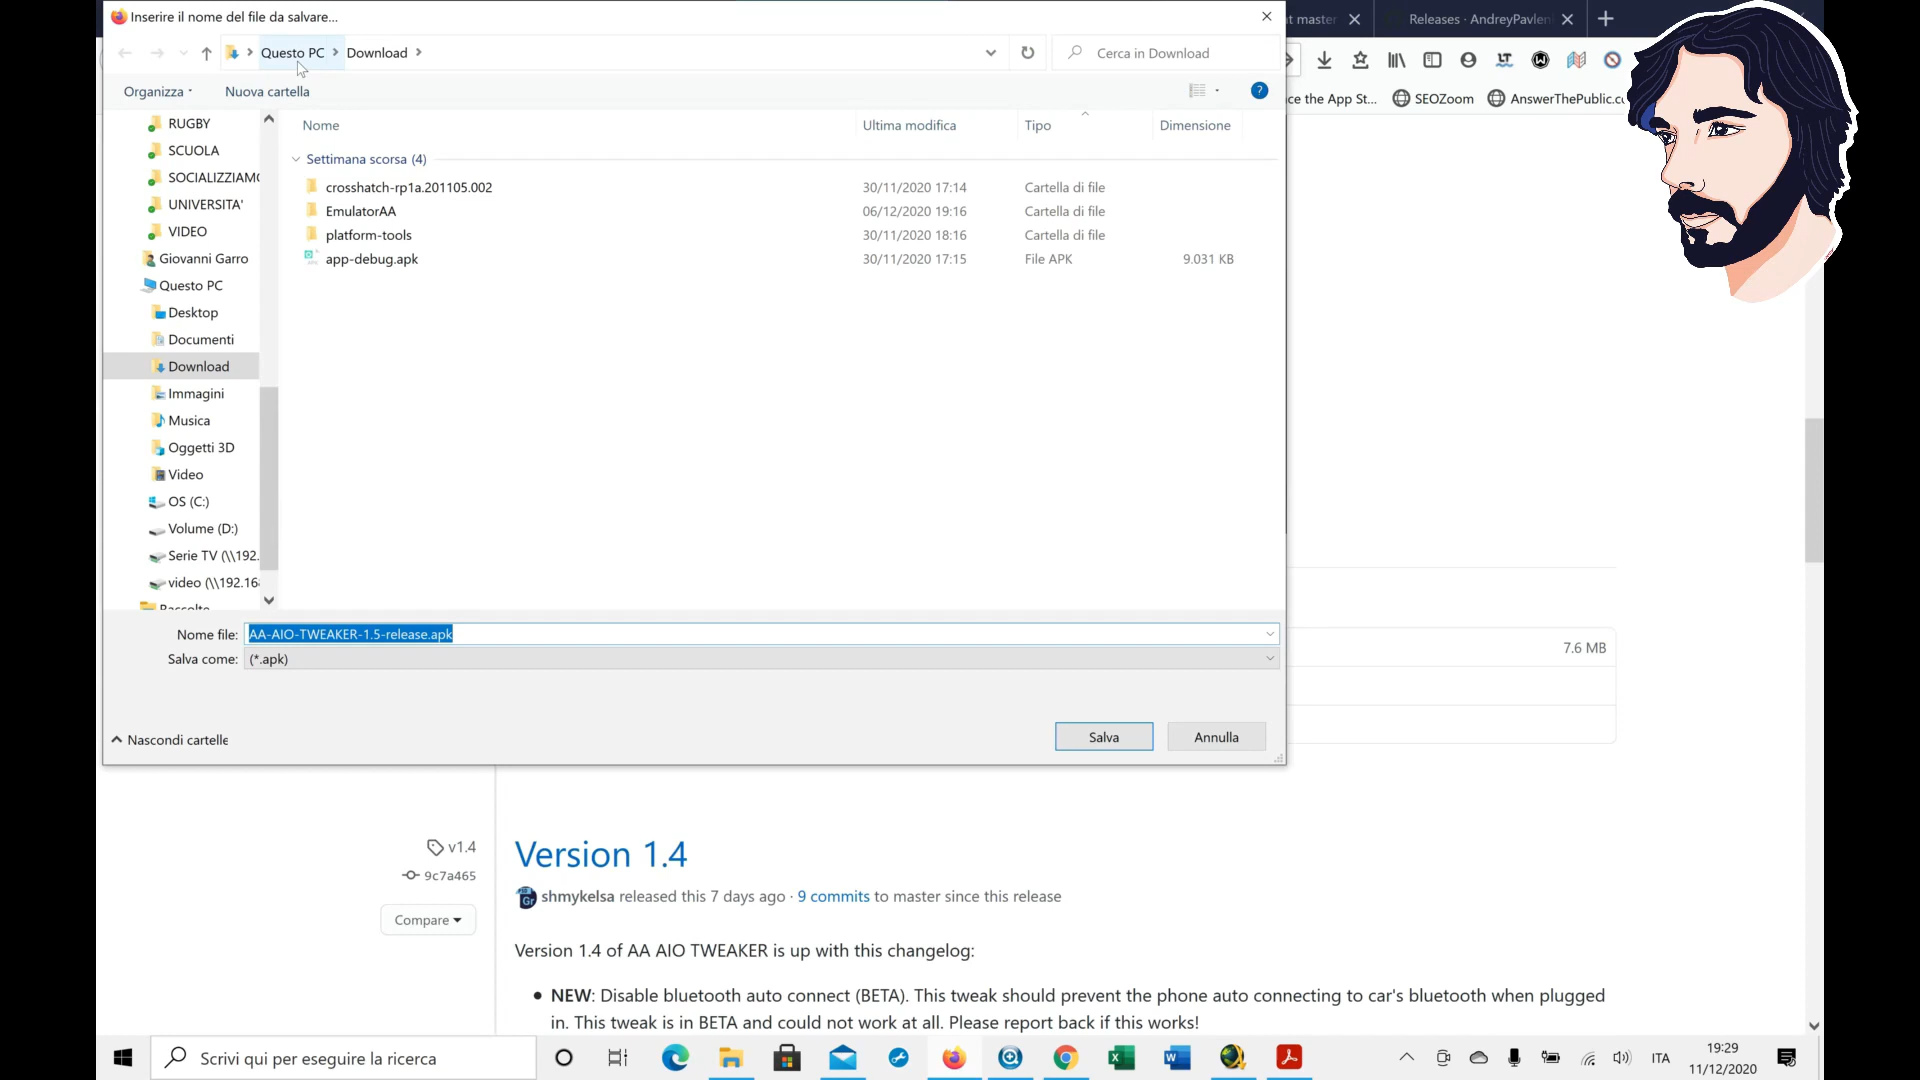 Inserire il nome del file da salvare...
t master
Releases · AndreyPavlen
Questo PC
Download
Cerca in Download
Organizza
Nuova cartella
ce the App St...
SEOZoom
AnswerThePublic.co
Nome
Ultima modifica
Tipo
Dimensione
Settimana scorsa (4)
crosshatch-rp1a.201105.002 30/11/2020 17:14 Cartella di file
EmulatorAA 06/12/2020 19:16 Cartella di file
platform-tools 30/11/2020 18:16 Cartella di file
app-debug.apk 30/11/2020 17:15 File APK 9.031 KB
RUGBY
SCUOLA
SOCIALIZZIAMO
UNIVERSITA'
VIDEO
Giovanni Garro
Questo PC
Desktop
Documenti
Download
Immagini
Musica
Oggetti 3D
Video
OS (C:)
Volume (D:)
Serie TV (\\192.
video (\\192.16
Raccolte
Nome file: AA-AIO-TWEAKER-1.5-release.apk
Salva come: (*.apk)
7.6 MB
Nascondi cartelle
Salva
Annulla
v1.4
9c7a465
Compare
Version 1.4
shmykelsa released this 7 days ago · 9 commits to master since this release
Version 1.4 of AA AIO TWEAKER is up with this changelog:
NEW: Disable bluetooth auto connect (BETA). This tweak should prevent the phone auto connecting to car's bluetooth when plugged
in. This tweak is in BETA and could not work at all. Please report back if this works!
Scrivi qui per eseguire la ricerca
ITA
19:29
11/12/2020